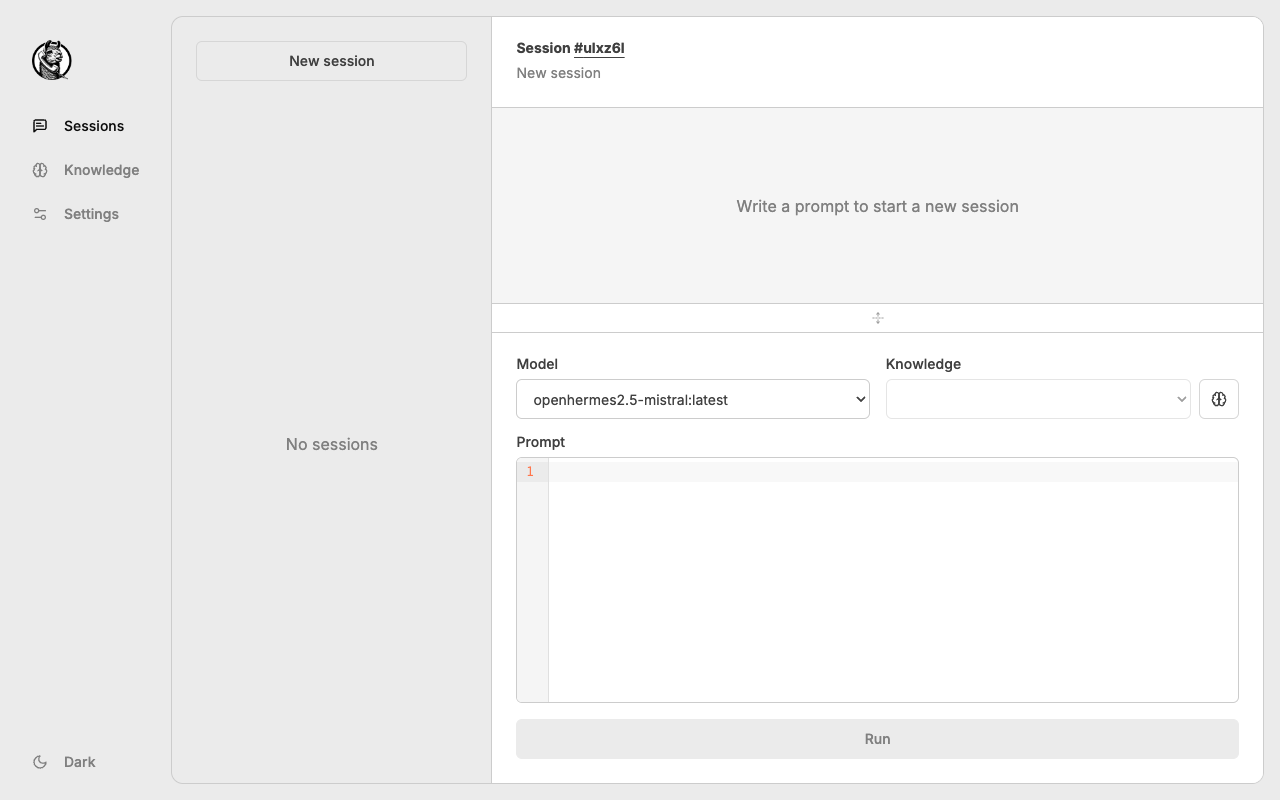 Sessions
Knowledge
Settings
Dark
New session
No sessions
Session #ulxz6l
New session
Write a prompt to start a new session
Model
Knowledge
openhermes2.5-mistral:latest
Prompt
1
Run